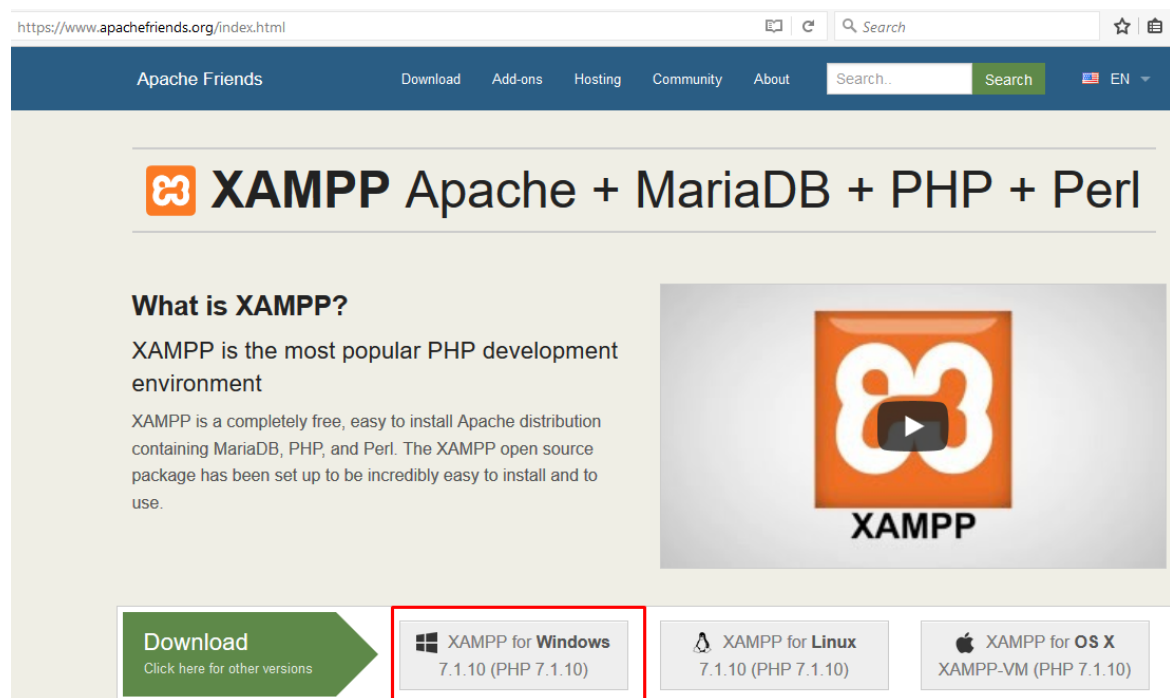 https://www.apachefriends.org/index.html
Search
Apache Friends
Download
Add-ons
Hosting
Community
About
Search..
Search
EN
XAMPP Apache + MariaDB + PHP + Perl
What is XAMPP?
XAMPP is the most popular PHP development
environment
XAMPP is a completely free, easy to install Apache distribution
containing MariaDB, PHP, and Perl. The XAMPP open source
package has been set up to be incredibly easy to install and to
use.
XAMPP
Download
Click here for other versions
XAMPP for Windows
7.1.10 (PHP 7.1.10)
XAMPP for Linux
7.1.10 (PHP 7.1.10)
XAMPP for OS X
XAMPP-VM (PHP 7.1.10)